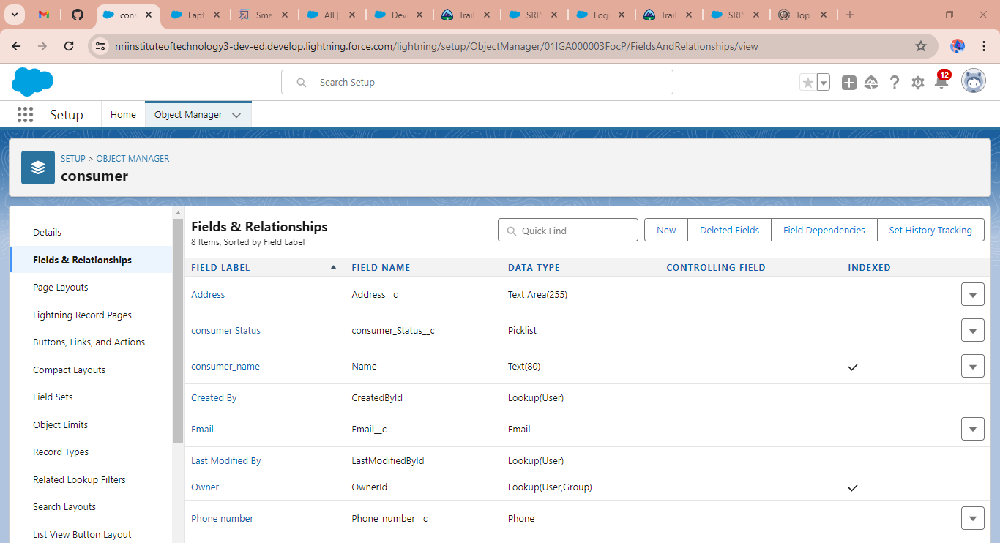 cons
Lapt
Sma
All |
Deve
Trail
SRIN
Log
Trail
SRIN
Top
nriinstituteoftechnology3-dev-ed.develop.lightning.force.com/lightning/setup/ObjectManager/01IGA000003FocP/FieldsAndRelationships/view
Search Setup
12
Setup
Home
Object Manager
SETUP > OBJECT MANAGER
consumer
Details
Fields & Relationships
Page Layouts
Lightning Record Pages
Buttons, Links, and Actions
Compact Layouts
Field Sets
Object Limits
Record Types
Related Lookup Filters
Search Layouts
List View Button Layout
Fields & Relationships
8 Items, Sorted by Field Label
Quick Find
New
Deleted Fields
Field Dependencies
Set History Tracking
FIELD LABEL FIELD NAME DATA TYPE CONTROLLING FIELD INDEXED
Address Address__c Text Area(255)
consumer Status consumer_Status__c Picklist
consumer_name Name Text(80)
Created By CreatedById Lookup(User)
Email Email__c Email
Last Modified By LastModifiedById Lookup(User)
Owner OwnerId Lookup(User,Group)
Phone number Phone_number__c Phone